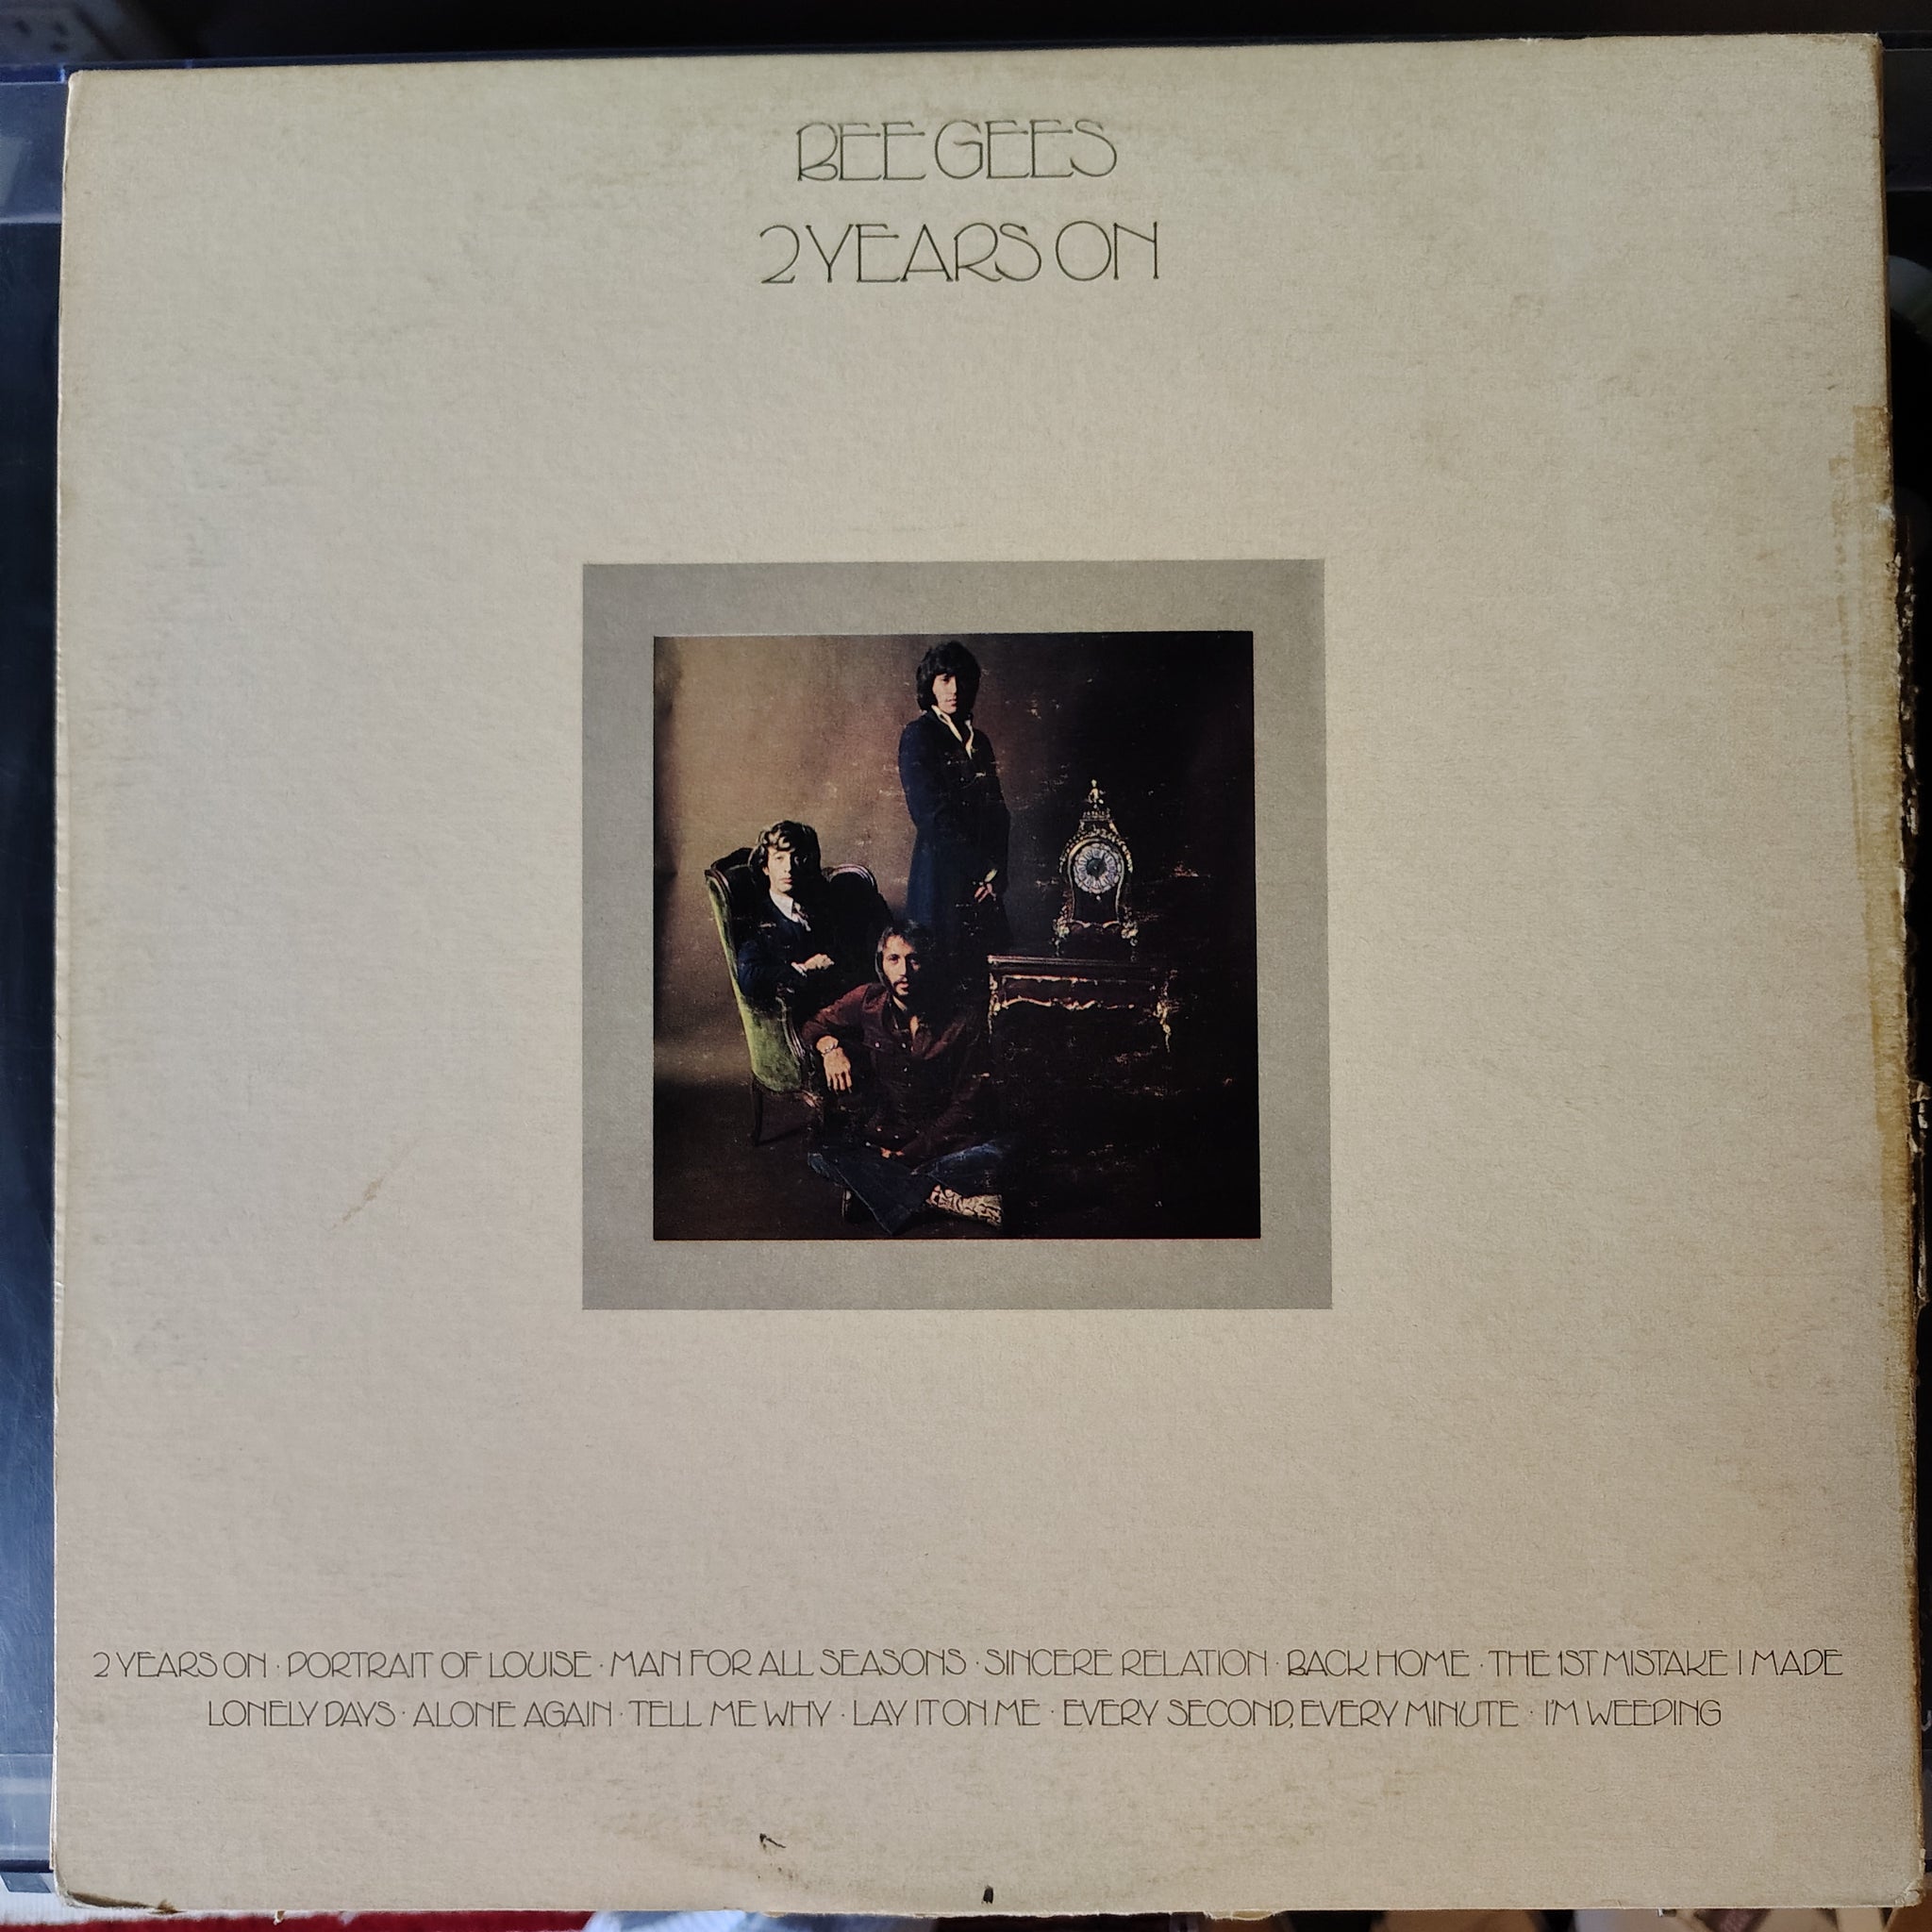 BEE GEES
2 YEARS ON
2 YEARS ON · PORTRAIT OF LOUISE · MAN FOR ALL SEASONS · SINCERE RELATION · BACK HOME · THE 1ST MISTAKE I MADE
LONELY DAYS · ALONE AGAIN · TELL ME WHY · LAY IT ON ME · EVERY SECOND, EVERY MINUTE · I'M WEEPING